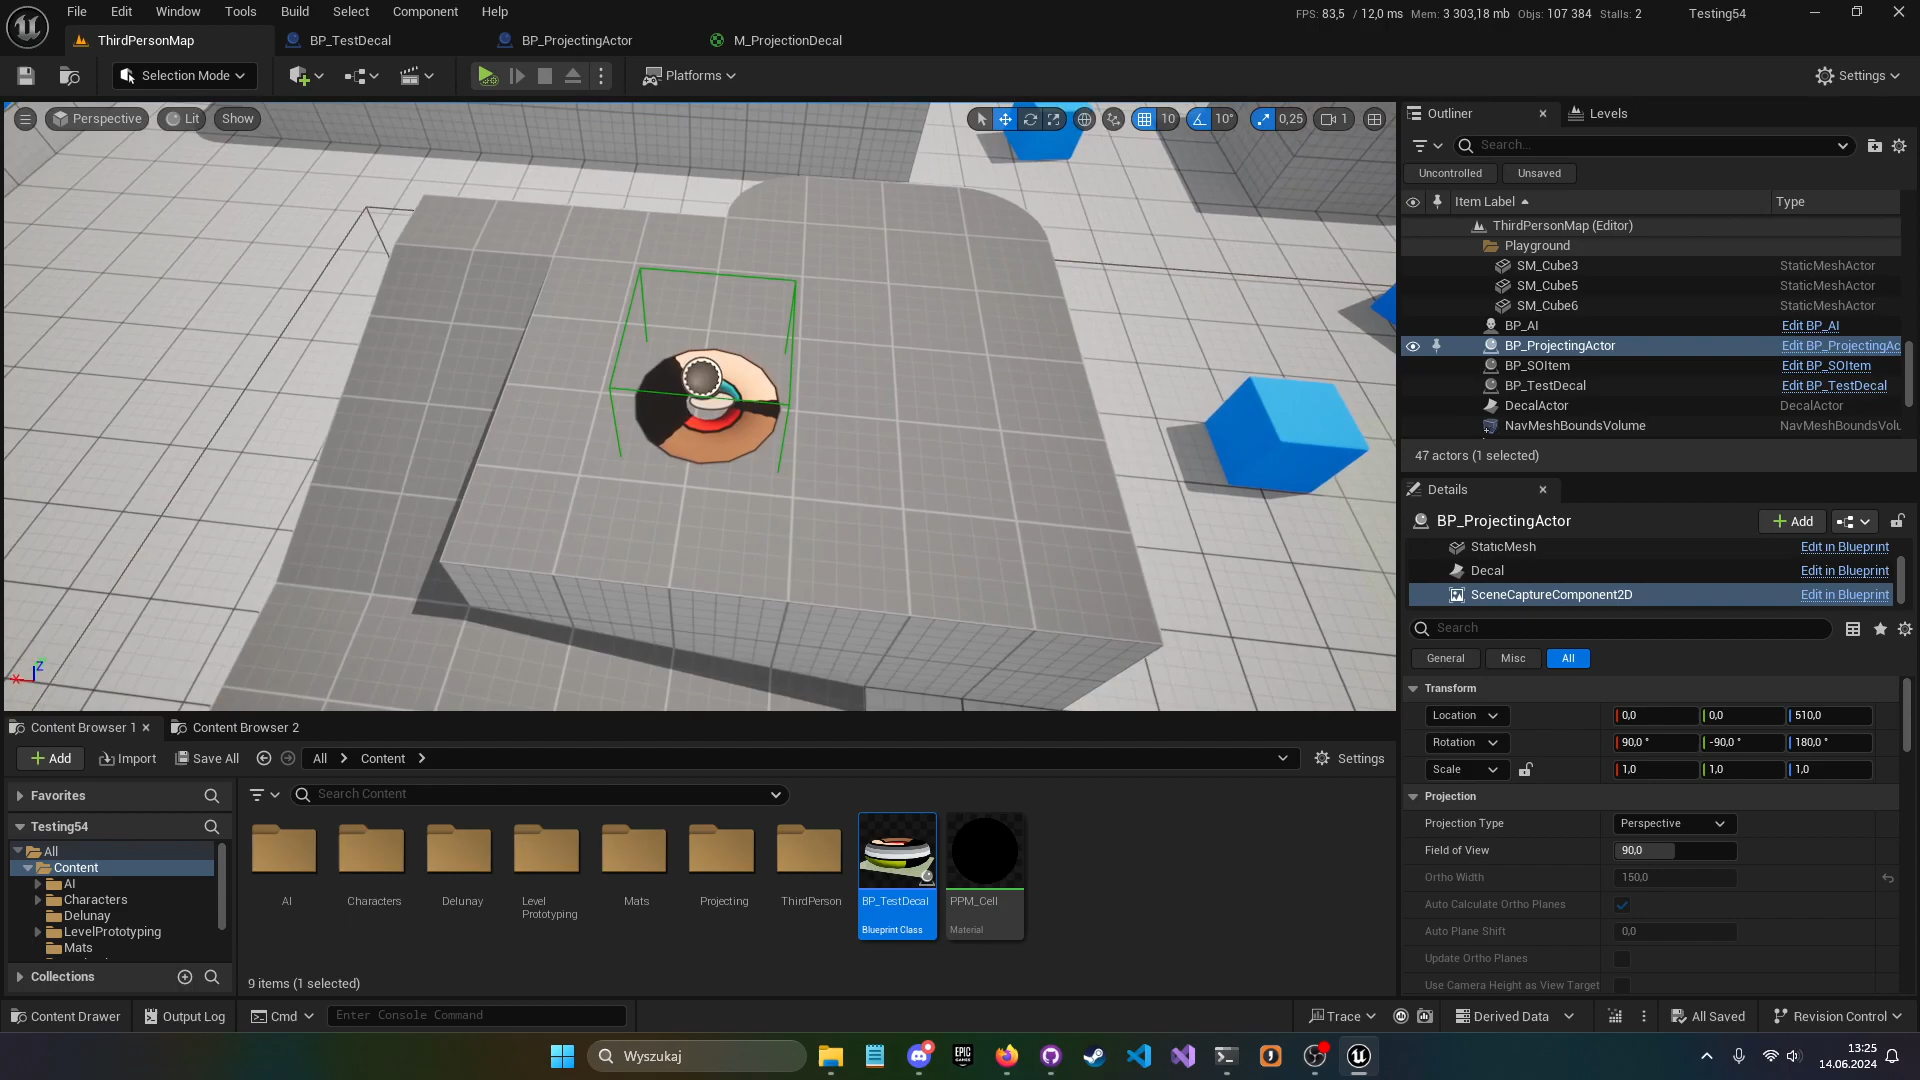 File Edit Window Tools Build Select Component Help
FPS: 83,5 / 12,0 ms Mem: 3 303,18 mb Objs: 107 384 Stalls: 2 Testing54
ThirdPersonMap BP_TestDecal BP_ProjectingActor M_ProjectionDecal
Selection Mode Platforms Settings
Perspective Lit Show 10 10° 0,25 1
Outliner Levels
Search...
Uncontrolled Unsaved
Item Label Type
ThirdPersonMap (Editor)
Playground
SM_Cube3 StaticMeshActor
SM_Cube5 StaticMeshActor
SM_Cube6 StaticMeshActor
BP_AI Edit BP_AI
BP_ProjectingActor Edit BP_ProjectingAc
BP_SOItem Edit BP_SOItem
BP_TestDecal Edit BP_TestDecal
DecalActor DecalActor
NavMeshBoundsVolume NavMeshBoundsVolu
47 actors (1 selected)
Details
BP_ProjectingActor Add
StaticMesh Edit in Blueprint
Decal Edit in Blueprint
SceneCaptureComponent2D Edit in Blueprint
Search
General Misc All
Transform
Location 0,0 0,0 510,0
Rotation 90,0 ° -90,0 ° 180,0 °
Scale 1,0 1,0 1,0
Projection
Projection Type Perspective
Field of View 90,0
Ortho Width 150,0
Auto Calculate Ortho Planes
Auto Plane Shift 0,0
Update Ortho Planes
Use Camera Height as View Target
X Z
Content Browser 1 Content Browser 2
Add Import Save All All Content Settings
Favorites
Search Content
Testing54
All
Content
AI
Characters
Delunay
LevelPrototyping
Mats
Collections
AI Characters Delunay Level Prototyping Mats Projecting ThirdPerson BP_TestDecal PPM_Cell
Blueprint Class Material
9 items (1 selected)
Content Drawer Output Log Cmd Enter Console Command Trace Derived Data All Saved Revision Control
Wyszukaj
EPIC GAMES
13:25
14.06.2024